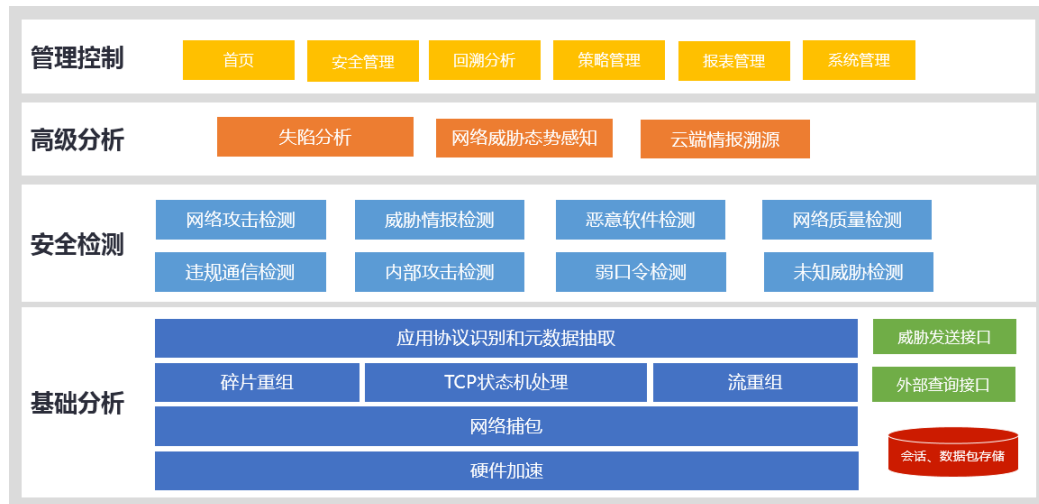 管理控制
首页
安全管理
回溯分析
策略管理
报表管理
系统管理
高级分析
失陷分析
网络威胁态势感知
云端情报溯源
安全检测
网络攻击检测
威胁情报检测
恶意软件检测
网络质量检测
违规通信检测
内部攻击检测
弱口令检测
未知威胁检测
基础分析
应用协议识别和元数据抽取
碎片重组
TCP状态机处理
流重组
网络捕包
硬件加速
威胁发送接口
外部查询接口
会话、数据包存储